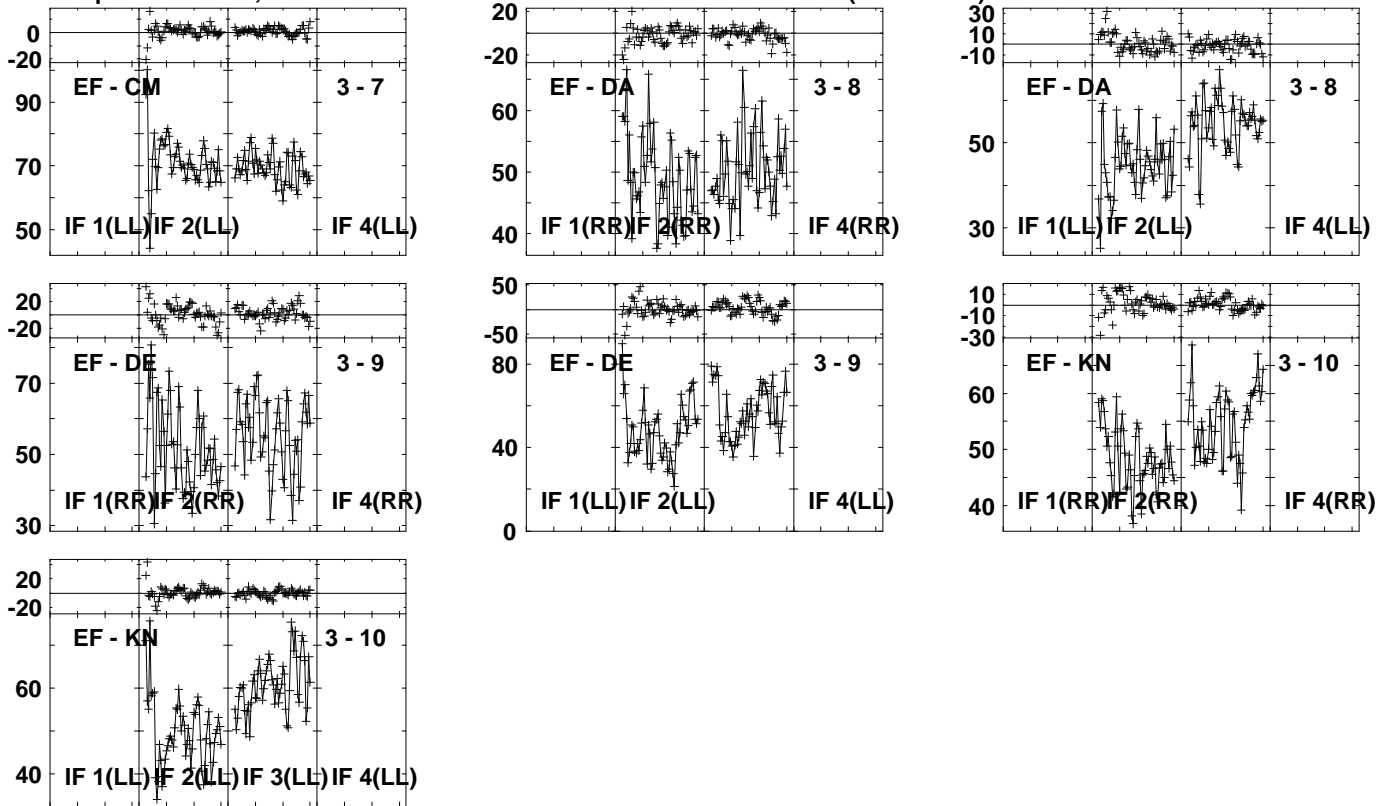 20
0
-20
EF - CM
3 - 7
90
70
50
IF 1(LL) IF 2(LL)
IF 4(LL)
20
-20
EF - DA
3 - 8
60
50
40
IF 1(RR) IF 2(RR)
IF 4(RR)
30
10
-10
EF - DA
3 - 8
50
30
IF 1(LL) IF 2(LL)
IF 4(LL)
20
-20
EF - DE
3 - 9
70
50
30
IF 1(RR) IF 2(RR)
IF 4(RR)
50
-50
EF - DE
3 - 9
80
40
0
IF 1(LL) IF 2(LL)
IF 4(LL)
10
-10
-30
EF - KN
3 - 10
60
50
40
IF 1(RR) IF 2(RR)
IF 4(RR)
20
-20
EF - KN
3 - 10
60
40
IF 1(LL) IF 2(LL) IF 3(LL) IF 4(LL)